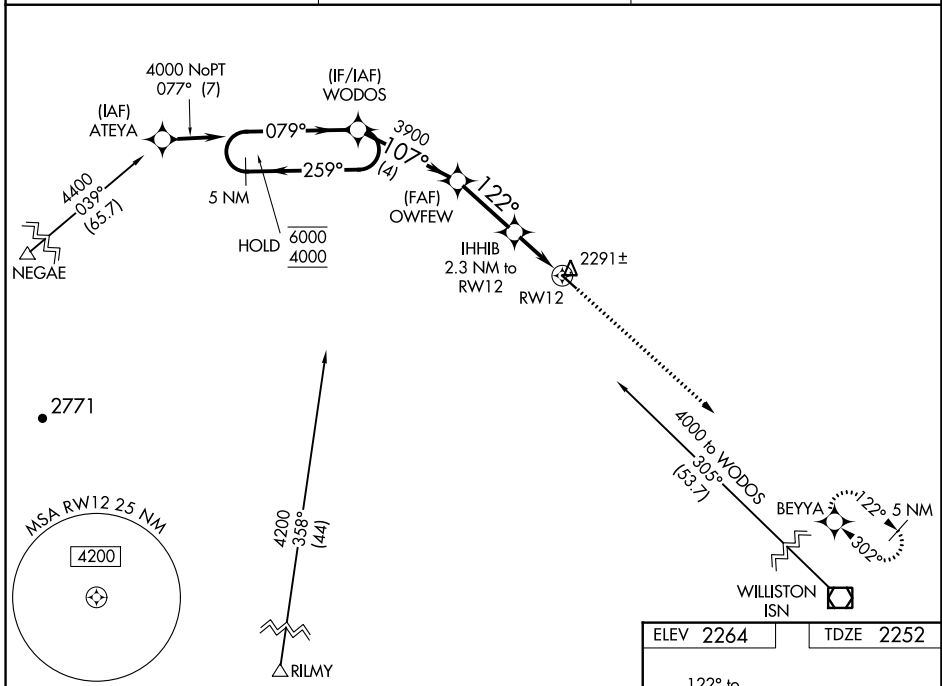 4000 NoPT
077° (7)
(IAF)
ATEYA
(IF/IAF)
WODOS
079°
259°
5 NM
3900
107°
(4)
(FAF)
OWFEW
122°
4400
039°
(65.7)
NEGAE
HOLD
6000
4000
IHHIB
2.3 NM to
RW12
RW12
2291±
2771
MSA RW12 25 NM
4200
4200
358°
(44)
RILMY
4000 to WODOS
305°
(53.7)
BEYYA
122°
5 NM
302°
WILLISTON
ISN
ELEV 2264
TDZE 2252
122° to